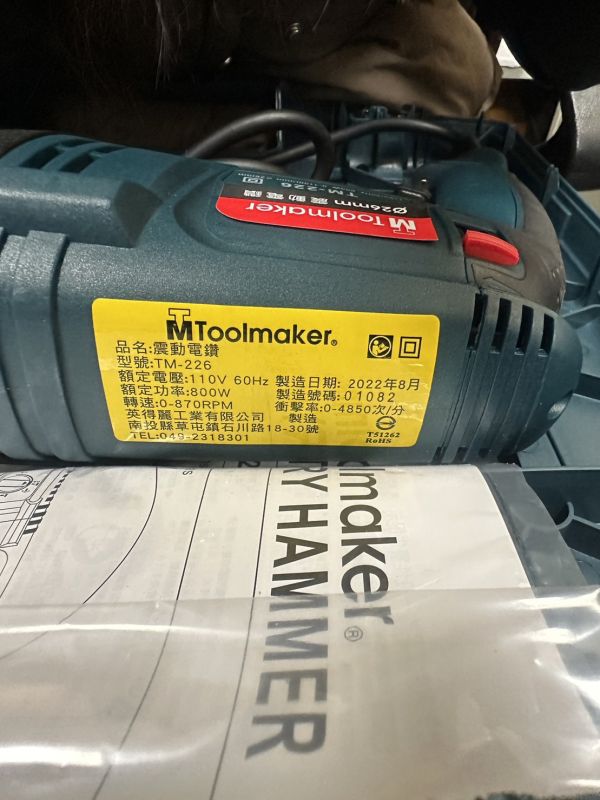 MToolmaker®
品名:震動電鑽
型號:TM-226
額定電壓:110V 60Hz 製造日期: 2022年8月
額定功率:800W 製造號碼:01082
轉速:0-870RPM 衝擊率:0-4850次/分
英得麗工業有限公司 製造
南投縣草屯鎮石川路18-30號
TEL:049-2318301
T51262
RoHS
MToolmaker
Ø26mm 震動電鑽
TM-226
lmaker®
RY HAMMER